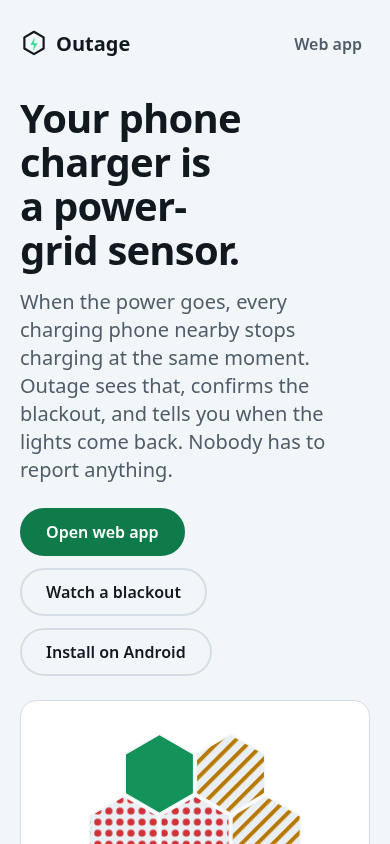 Outage
Web app
Your phone
charger is
a power-
grid sensor.
When the power goes, every
charging phone nearby stops
charging at the same moment.
Outage sees that, confirms the
blackout, and tells you when the
lights come back. Nobody has to
report anything.
Open web app
Watch a blackout
Install on Android